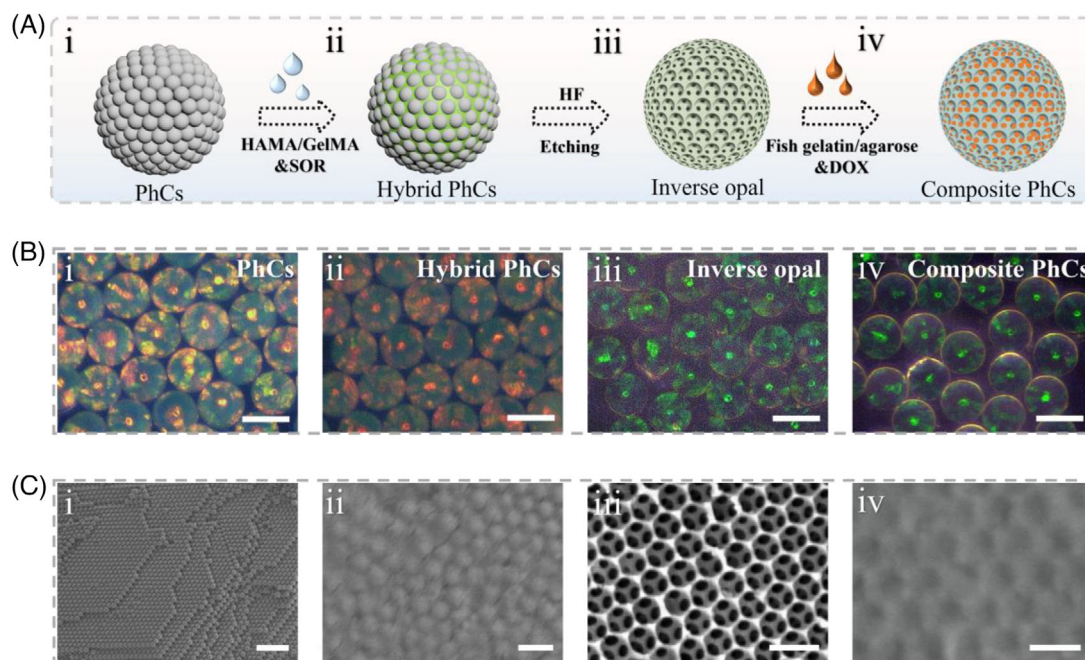 (A)
i
ii
iii
iv
HAMA/GelMA
&SOR
HF
Etching
Fish gelatin/agarose
&DOX
PhCs
Hybrid PhCs
Inverse opal
Composite PhCs
(B)
i
PhCs
ii
Hybrid PhCs
iii
Inverse opal
iv
Composite PhCs
(C)
i
ii
iii
iv